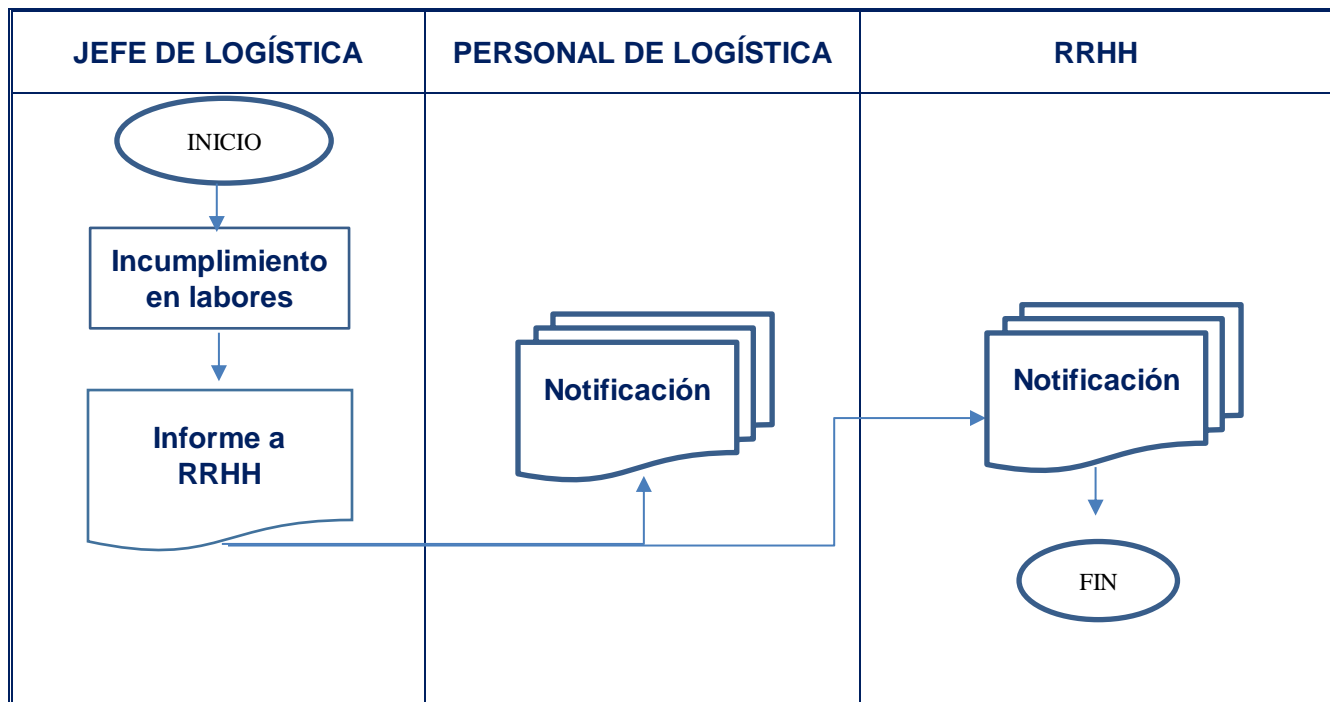 JEFE DE LOGÍSTICA
PERSONAL DE LOGÍSTICA
RRHH
INICIO
Incumplimiento
en labores
Informe a
RRHH
Notificación
Notificación
FIN